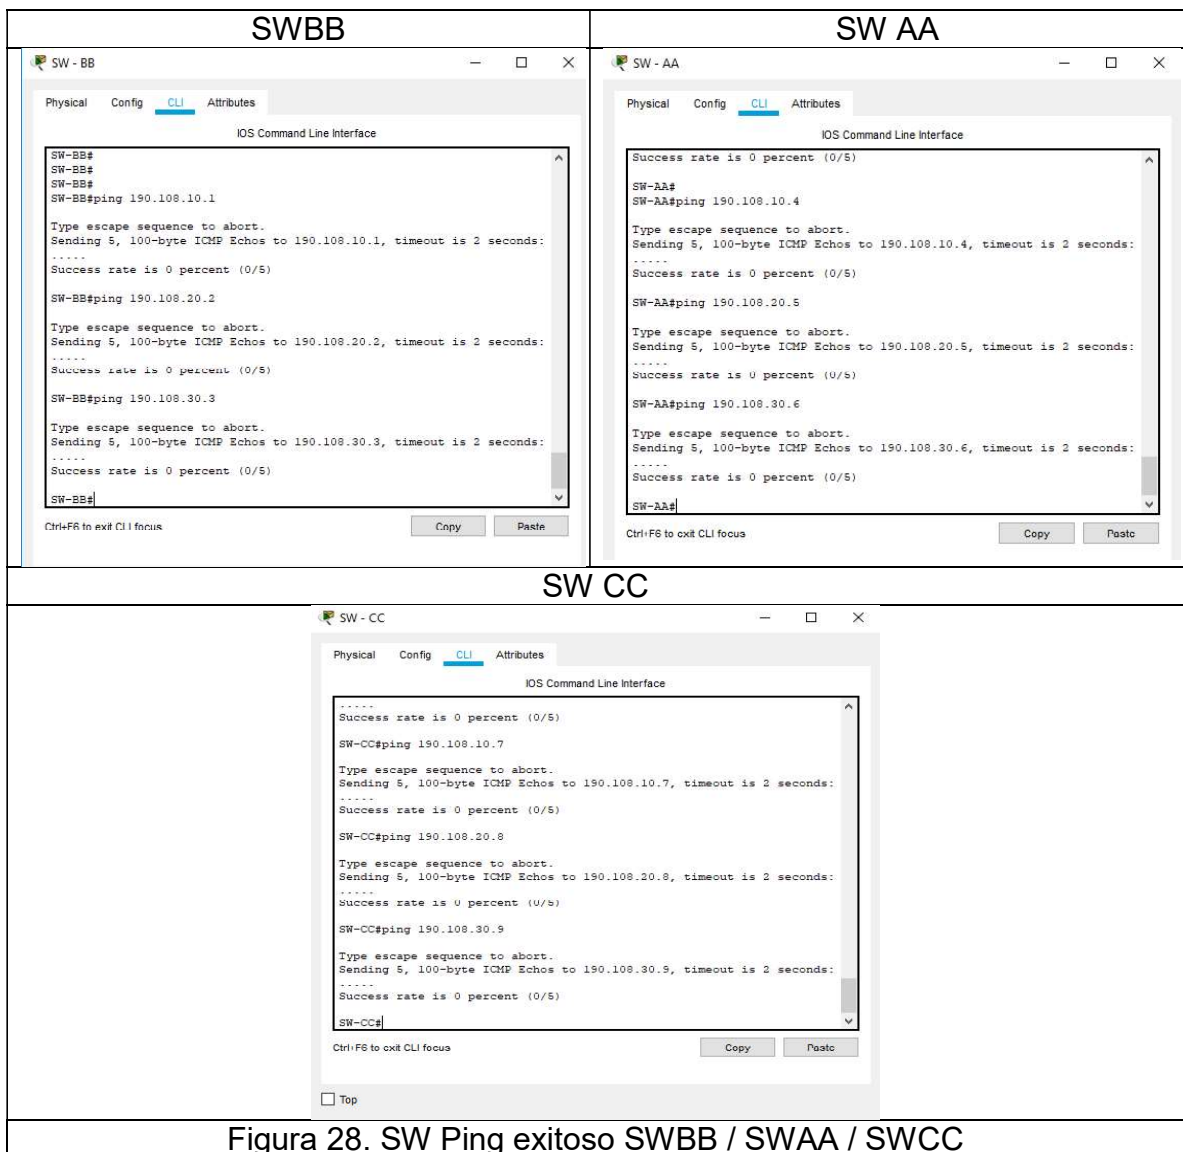 SWBB
SW AA
SW - BB
Physical Config CLI Attributes
IOS Command Line Interface
SW-BB#
SW-BB#
SW-BB#
SW-BB#ping 190.108.10.1
Type escape sequence to abort.
Sending 5, 100-byte ICMP Echos to 190.108.10.1, timeout is 2 seconds:
.....
Success rate is 0 percent (0/5)
SW-BB#ping 190.108.20.2
Type escape sequence to abort.
Sending 5, 100-byte ICMP Echos to 190.108.20.2, timeout is 2 seconds:
.....
Success rate is 0 percent (0/5)
SW-BB#ping 190.108.30.3
Type escape sequence to abort.
Sending 5, 100-byte ICMP Echos to 190.108.30.3, timeout is 2 seconds:
.....
Success rate is 0 percent (0/5)
SW-BB#
Ctrl+F6 to exit CLI focus
Copy Paste
SW - AA
Physical Config CLI Attributes
IOS Command Line Interface
Success rate is 0 percent (0/5)
SW-AA#
SW-AA#ping 190.108.10.4
Type escape sequence to abort.
Sending 5, 100-byte ICMP Echos to 190.108.10.4, timeout is 2 seconds:
.....
Success rate is 0 percent (0/5)
SW-AA#ping 190.108.20.5
Type escape sequence to abort.
Sending 5, 100-byte ICMP Echos to 190.108.20.5, timeout is 2 seconds:
.....
Success rate is 0 percent (0/5)
SW-AA#ping 190.108.30.6
Type escape sequence to abort.
Sending 5, 100-byte ICMP Echos to 190.108.30.6, timeout is 2 seconds:
.....
Success rate is 0 percent (0/5)
SW-AA#
Ctrl+F6 to exit CLI focus
Copy Paste
SW CC
SW - CC
Physical Config CLI Attributes
IOS Command Line Interface
.....
Success rate is 0 percent (0/5)
SW-CC#ping 190.108.10.7
Type escape sequence to abort.
Sending 5, 100-byte ICMP Echos to 190.108.10.7, timeout is 2 seconds:
.....
Success rate is 0 percent (0/5)
SW-CC#ping 190.108.20.8
Type escape sequence to abort.
Sending 5, 100-byte ICMP Echos to 190.108.20.8, timeout is 2 seconds:
.....
Success rate is 0 percent (0/5)
SW-CC#ping 190.108.30.9
Type escape sequence to abort.
Sending 5, 100-byte ICMP Echos to 190.108.30.9, timeout is 2 seconds:
.....
Success rate is 0 percent (0/5)
SW-CC#
Ctrl+F6 to exit CLI focus
Copy Paste
Top
Figura 28. SW Ping exitoso SWBB / SWAA / SWCC